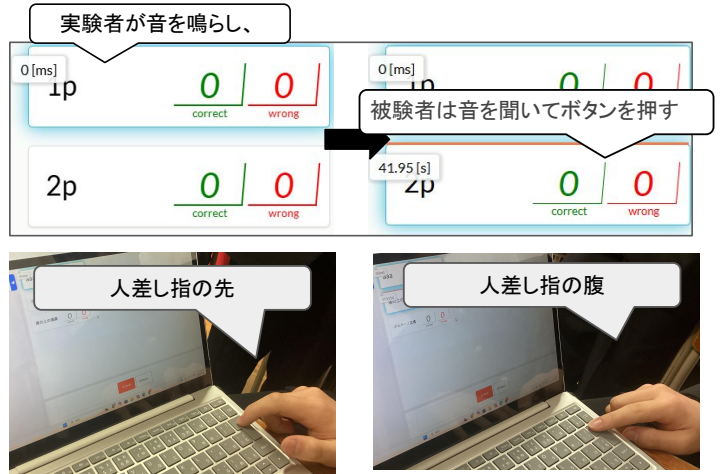 実験者が音を鳴らし、
0 [ms]
1p
0
correct
0
wrong
2p
0
correct
0
wrong
0 [ms]
1p
0
0
被験者は音を聞いてボタンを押す
41.95 [s]
2p
0
correct
0
wrong
人差し指の先
人差し指の腹